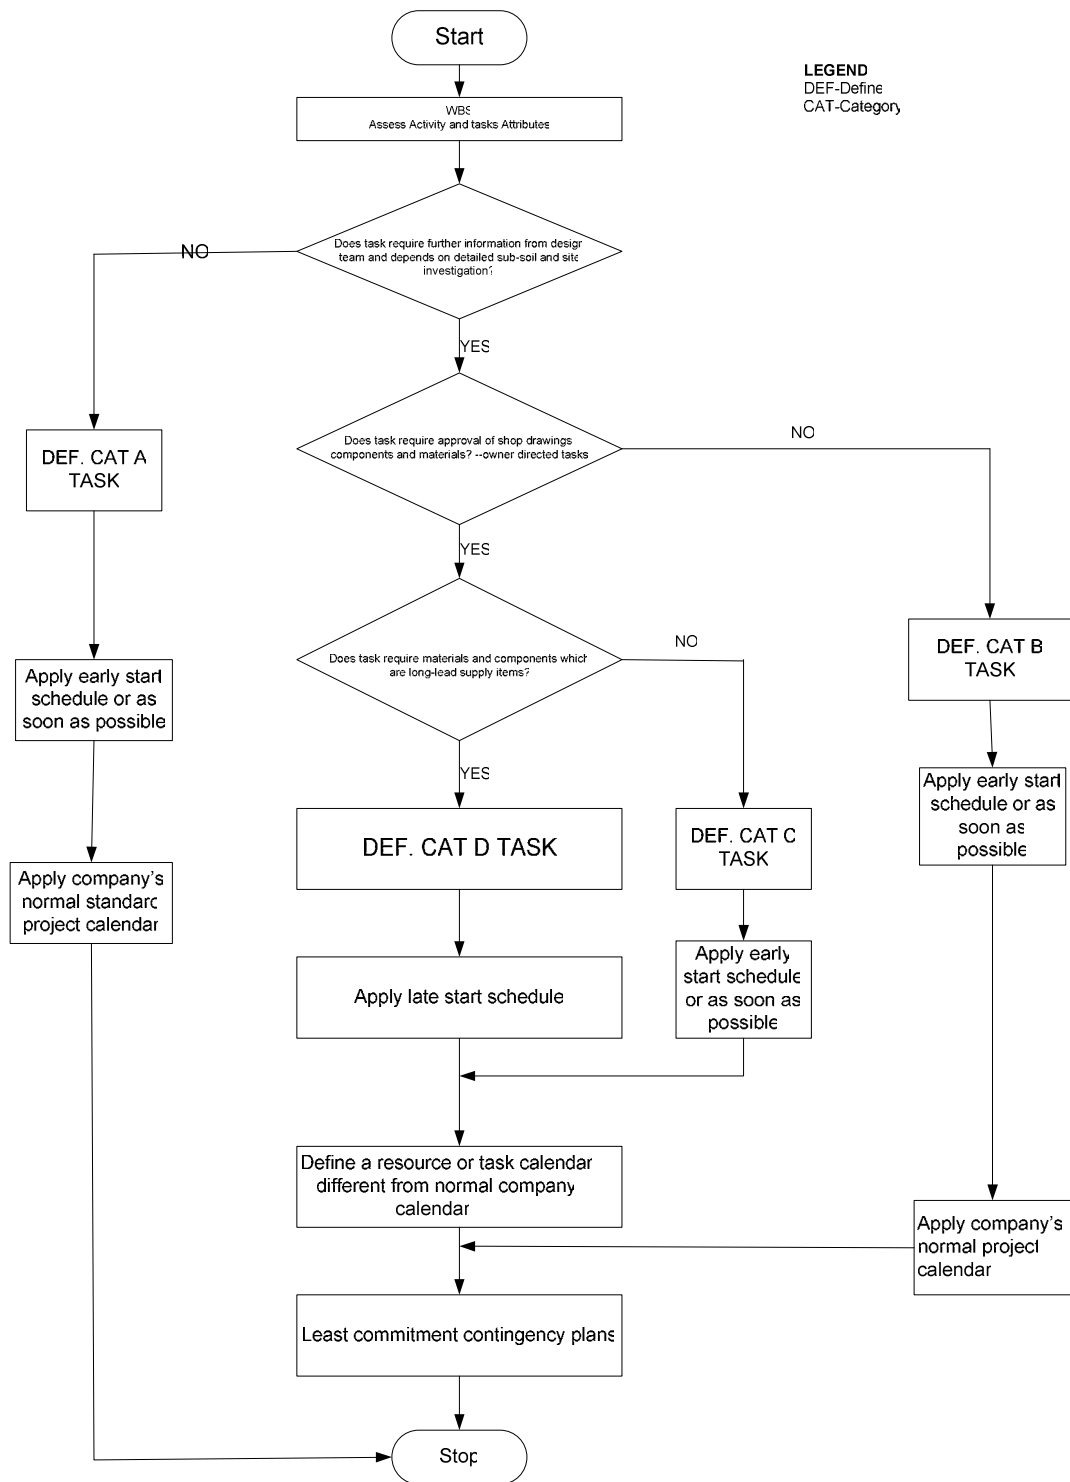 Start
LEGEND
DEF-Define
CAT-Category
WBS
Assess Activity and tasks Attributes
Does task require further information from design
team and depends on detailed sub-soil and site
investigation?
NO
YES
Does task require approval of shop drawings
components and materials? --owner directed tasks
NO
YES
DEF. CAT A
TASK
Does task require materials and components which
are long-lead supply items?
NO
YES
DEF. CAT B
TASK
Apply early start
schedule or as
soon as possible
Apply early start
schedule or as
soon as
possible
DEF. CAT D TASK
DEF. CAT C
TASK
Apply company's
normal standard
project calendar
Apply late start schedule
Apply early
start schedule
or as soon as
possible
Define a resource or task calendar
different from normal company
calendar
Apply company's
normal project
calendar
Least commitment contingency plans
Stop